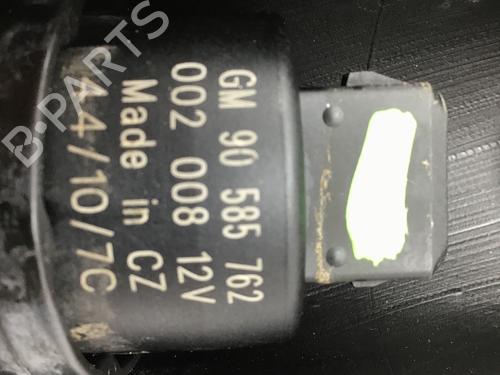 GM 90 585 762
002 008 12V
Made in CZ
44/10/7C
B-PARTS